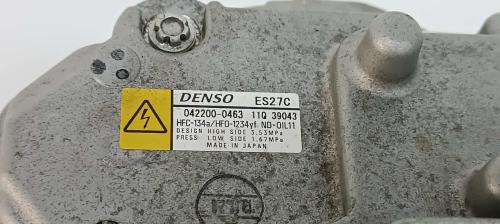 DENSO ES27C
042200-0463 11Q 39043
HFC-134a/HFO-1234yf ND-OIL11
DESIGN HIGH SIDE 3.53MPa
PRESS: LOW SIDE 1.67MPa
MADE IN JAPAN